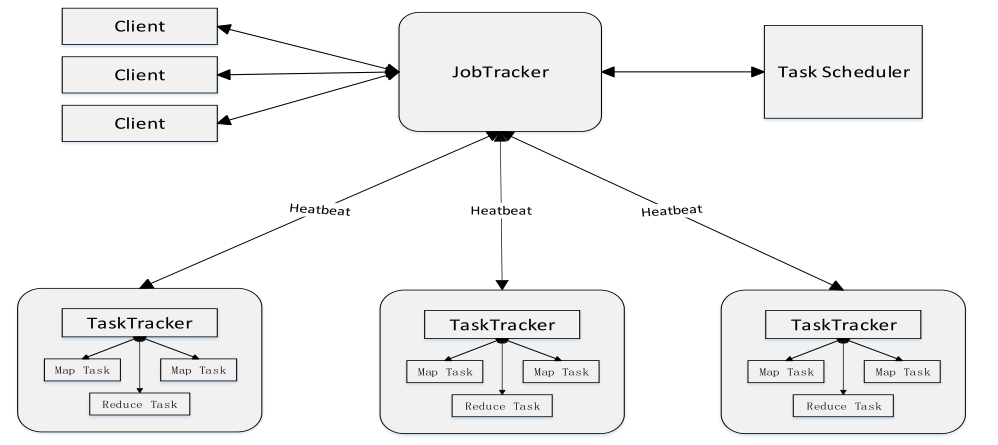 Client
Client
Client
JobTracker
Task Scheduler
Heatbeat
Heatbeat
Heatbeat
TaskTracker
Map Task
Map Task
Reduce Task
TaskTracker
Map Task
Map Task
Reduce Task
TaskTracker
Map Task
Map Task
Reduce Task